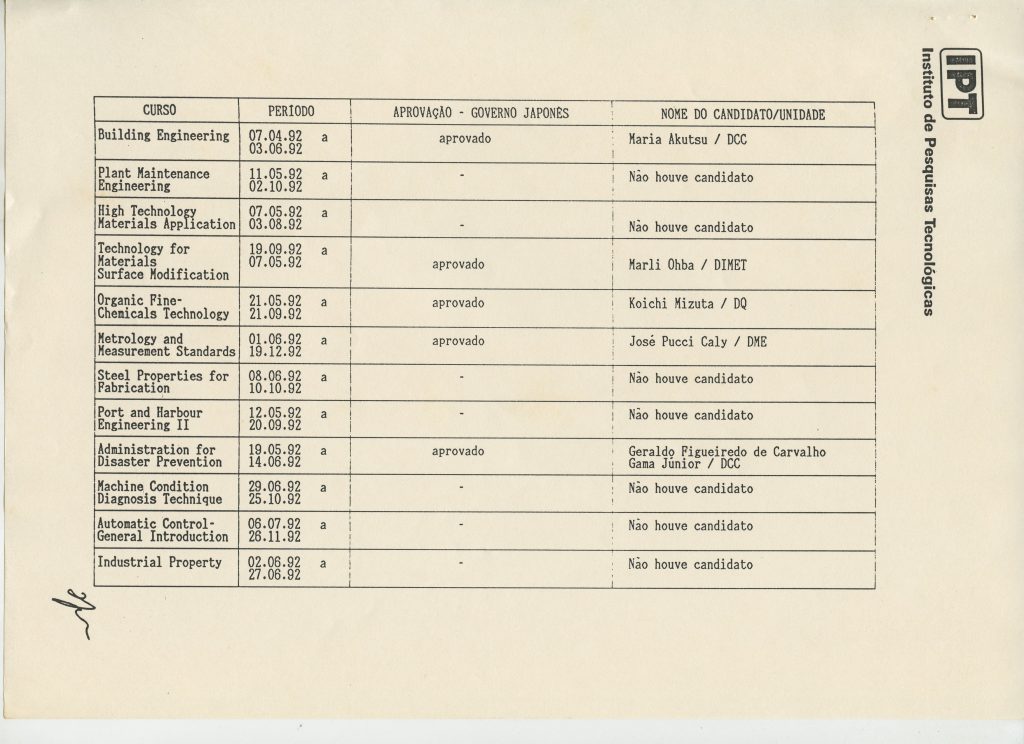 IPT
Instituto de Pesquisas Tecnológicas
CURSO PERÍODO APROVAÇÃO - GOVERNO JAPONÊS NOME DO CANDIDATO/UNIDADE
Building Engineering 07.04.92 a aprovado Maria Akutsu / DCC
03.06.92
Plant Maintenance 11.05.92 a - Não houve candidato
Engineering 02.10.92
High Technology 07.05.92 a
Materials Application 03.08.92 - Não houve candidato
Technology for 19.09.92 a
Materials 07.05.92 aprovado Marli Ohba / DIMET
Surface Modification
Organic Fine- 21.05.92 a aprovado Koichi Mizuta / DQ
Chemicals Technology 21.09.92
Metrology and 01.06.92 a aprovado José Pucci Caly / DME
Measurement Standards 19.12.92
Steel Properties for 08.06.92 a - Não houve candidato
Fabrication 10.10.92
Port and Harbour 12.05.92 a - Não houve candidato
Engineering II 20.09.92
Administration for 19.05.92 a aprovado Geraldo Figueiredo de Carvalho
Disaster Prevention 14.06.92 Gama Júnior / DCC
Machine Condition 29.06.92 a - Não houve candidato
Diagnosis Technique 25.10.92
Automatic Control- 06.07.92 a - Não houve candidato
General Introduction 26.11.92
Industrial Property 02.06.92 a - Não houve candidato
27.06.92